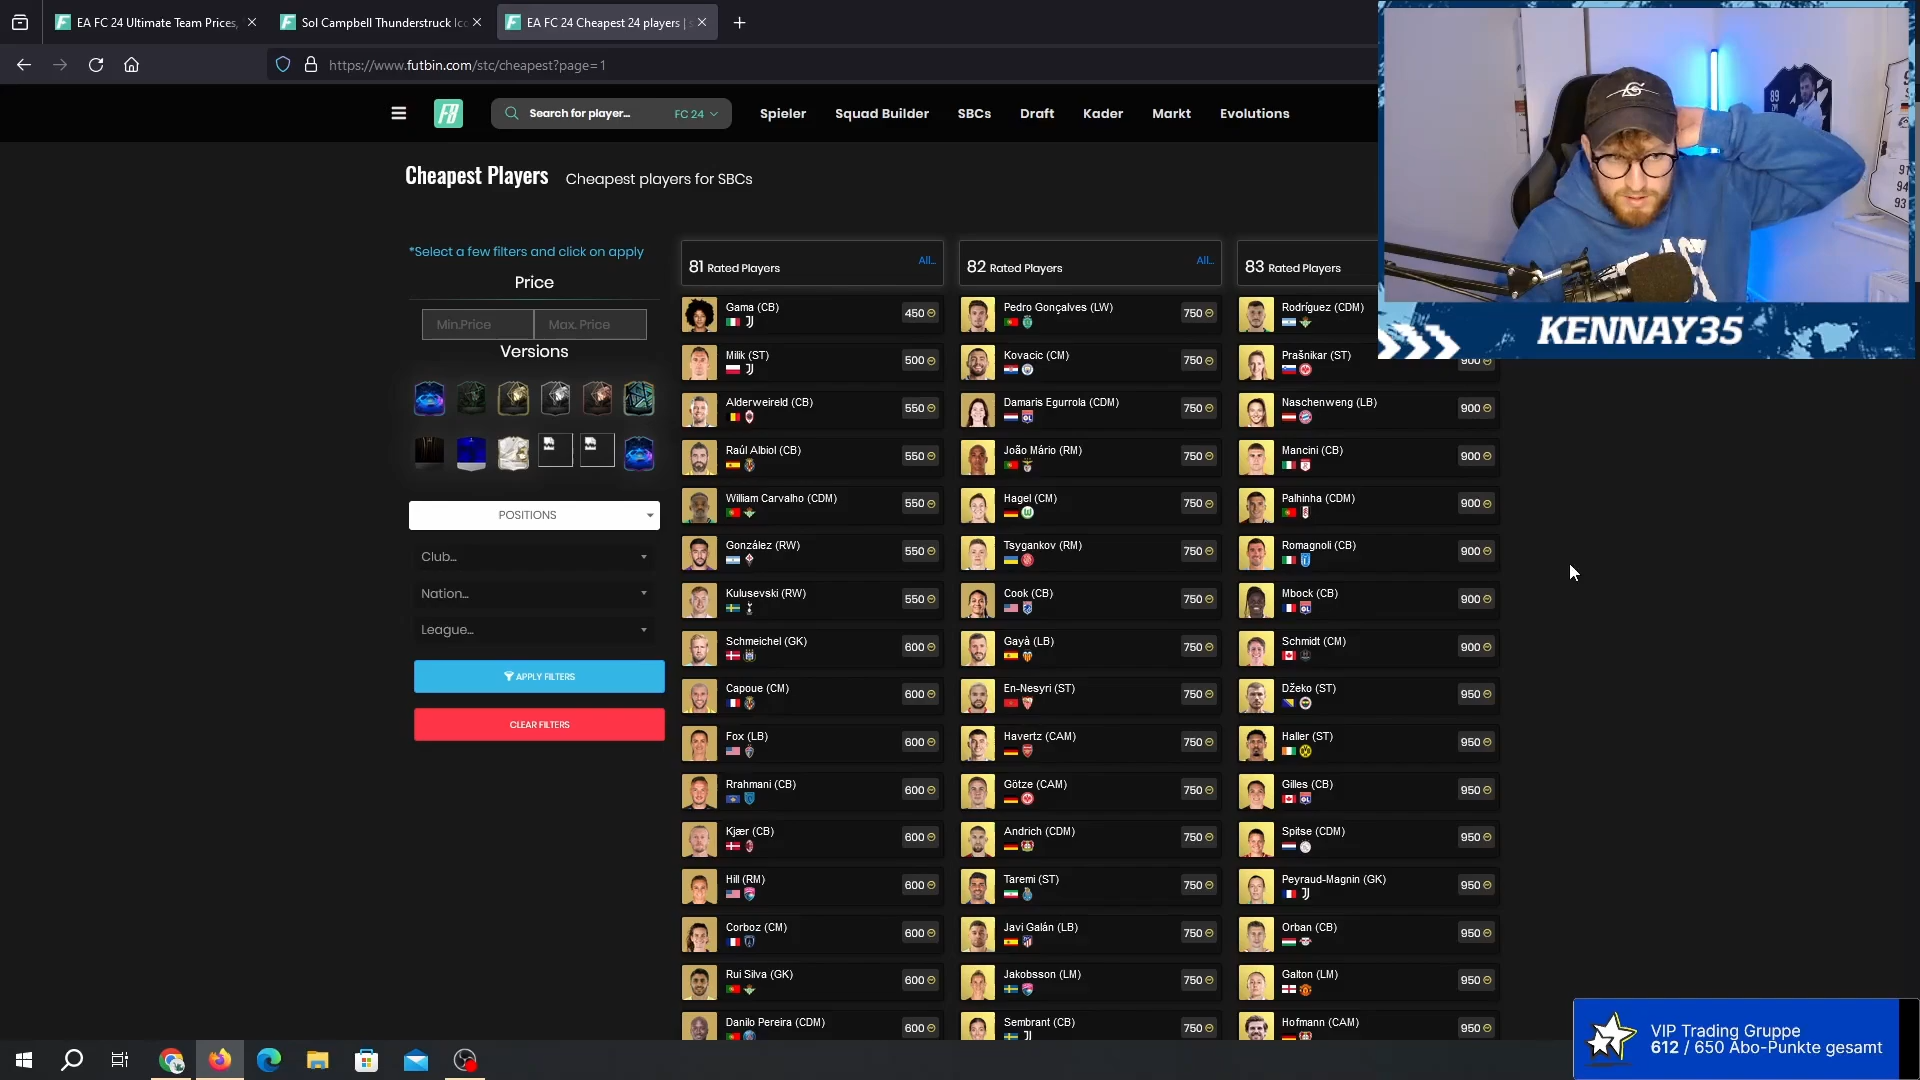 EA FC 24 Ultimate Team Prices,
Sol Campbell Thunderstruck Ico
EA FC 24 Cheapest 24 players |
https://www.futbin.com/stc/cheapest?page=1
FB
Search for player...
FC 24
Spieler
Squad Builder
SBCs
Draft
Kader
Markt
Evolutions
Cheapest Players
Cheapest players for SBCs
*Select a few filters and click on apply
Price
Min.Price
Max. Price
Versions
POSITIONS
Club...
Nation...
League...
APPLY FILTERS
CLEAR FILTERS
81 Rated Players
All...
Gama (CB)
450
Milik (ST)
500
Alderweireld (CB)
550
Raúl Albiol (CB)
550
William Carvalho (CDM)
550
González (RW)
550
Kulusevski (RW)
550
Schmeichel (GK)
600
Capoue (CM)
600
Fox (LB)
600
Rrahmani (CB)
600
Kjær (CB)
600
Hill (RM)
600
Corboz (CM)
600
Rui Silva (GK)
600
Danilo Pereira (CDM)
600
82 Rated Players
All...
Pedro Gonçalves (LW)
750
Kovacic (CM)
750
Damaris Egurrola (CDM)
750
João Mário (RM)
750
Hagel (CM)
750
Tsygankov (RM)
750
Cook (CB)
750
Gayà (LB)
750
En-Nesyri (ST)
750
Havertz (CAM)
750
Götze (CAM)
750
Andrich (CDM)
750
Taremi (ST)
750
Javi Galán (LB)
750
Jakobsson (LM)
750
Sembrant (CB)
750
83 Rated Players
Rodríguez (CDM)
Prašnikar (ST)
900
Naschenweng (LB)
900
Mancini (CB)
900
Palhinha (CDM)
900
Romagnoli (CB)
900
Mbock (CB)
900
Schmidt (CM)
900
Džeko (ST)
950
Haller (ST)
950
Gilles (CB)
950
Spitse (CDM)
950
Peyraud-Magnin (GK)
950
Orban (CB)
950
Galton (LM)
950
Hofmann (CAM)
950
89
91
94
93
KENNAY35
VIP Trading Gruppe
612 / 650 Abo-Punkte gesamt